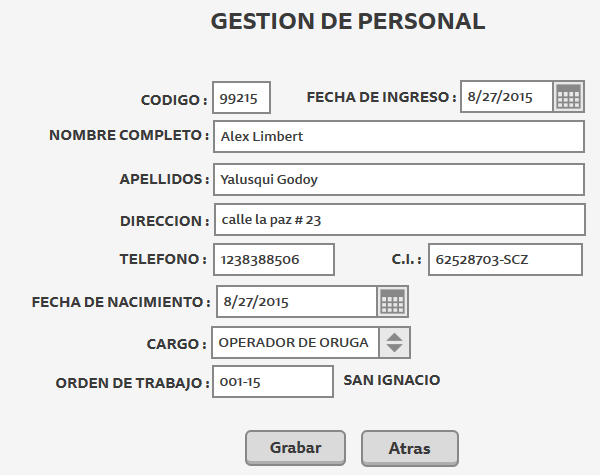 GESTION DE PERSONAL
CODIGO : 99215 FECHA DE INGRESO : 8/27/2015
NOMBRE COMPLETO : Alex Limbert
APELLIDOS : Yalusqui Godoy
DIRECCION : calle la paz # 23
TELEFONO : 1238388506 C.I. : 62528703-SCZ
FECHA DE NACIMIENTO : 8/27/2015
CARGO : OPERADOR DE ORUGA
ORDEN DE TRABAJO : 001-15 SAN IGNACIO
Grabar Atras